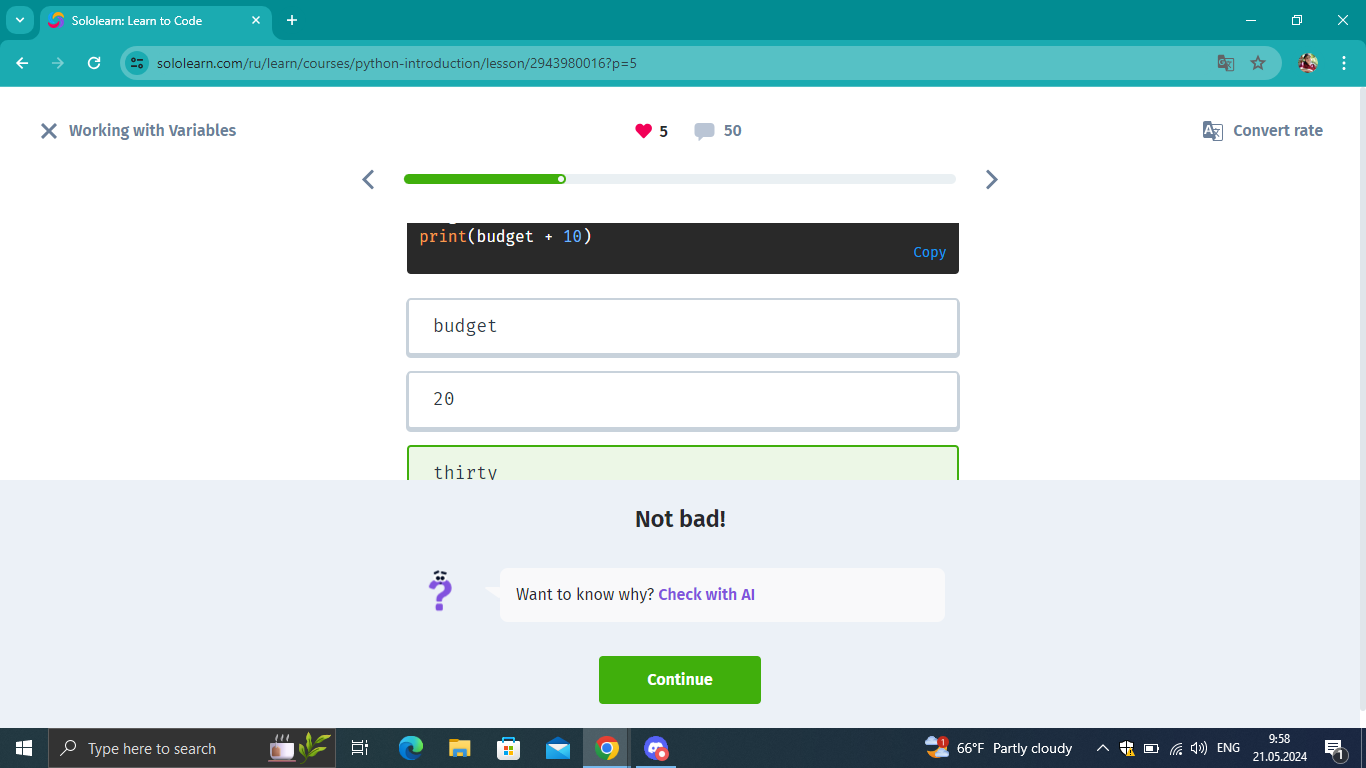 Sololearn: Learn to Code
sololearn.com/ru/learn/courses/python-introduction/lesson/2943980016?p=5
Working with Variables
5
50
Convert rate
print(budget + 10)
Copy
budget
20
thirty
Not bad!
Want to know why? Check with AI
Continue
Type here to search
1
66°F Partly cloudy
ENG
9:58
21.05.2024
1